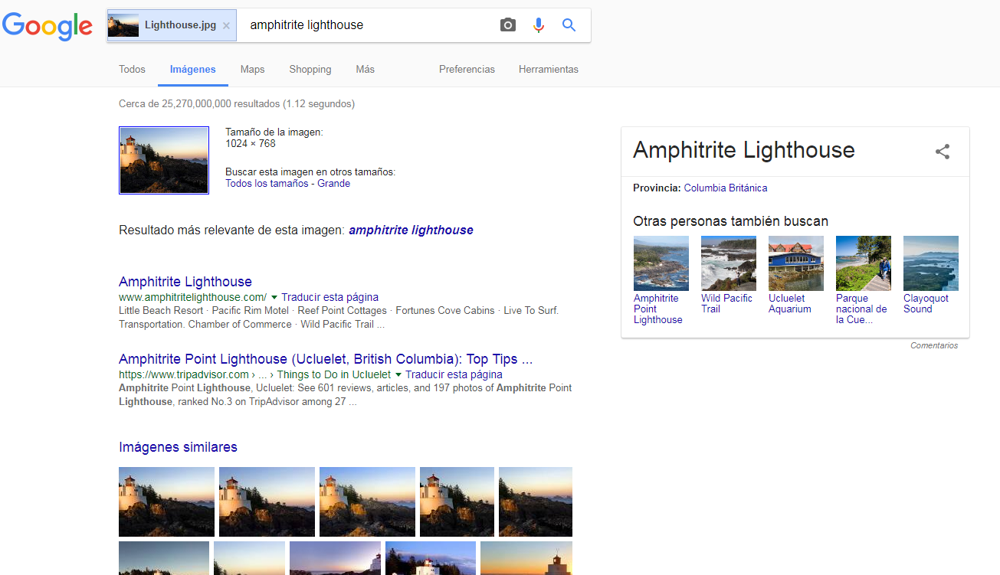 Google
Lighthouse.jpg ×
amphitrite lighthouse
Todos Imágenes Maps Shopping Más Preferencias Herramientas
Cerca de 25,270,000,000 resultados (1.12 segundos)
Tamaño de la imagen:
1024 × 768
Buscar esta imagen en otros tamaños:
Todos los tamaños - Grande
Resultado más relevante de esta imagen: amphitrite lighthouse
Amphitrite Lighthouse
www.amphitritelighthouse.com/ Traducir esta página
Little Beach Resort · Pacific Rim Motel · Reef Point Cottages · Fortunes Cove Cabins · Live To Surf.
Transportation. Chamber of Commerce · Wild Pacific Trail ...
Amphitrite Point Lighthouse (Ucluelet, British Columbia): Top Tips ...
https://www.tripadvisor.com › ... › Things to Do in Ucluelet Traducir esta página
Amphitrite Point Lighthouse, Ucluelet: See 601 reviews, articles, and 197 photos of Amphitrite Point
Lighthouse, ranked No.3 on TripAdvisor among 27 ...
Imágenes similares
Amphitrite Lighthouse
Provincia: Columbia Británica
Otras personas también buscan
Amphitrite
Point
Lighthouse
Wild Pacific
Trail
Ucluelet
Aquarium
Parque
nacional de
la Cue...
Clayoquot
Sound
Comentarios